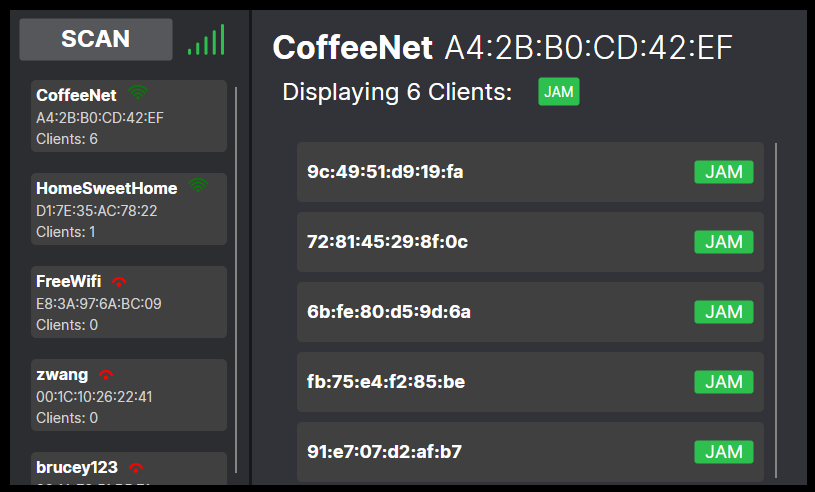 SCAN
CoffeeNet
A4:2B:B0:CD:42:EF
Clients: 6
HomeSweetHome
D1:7E:35:AC:78:22
Clients: 1
FreeWifi
E8:3A:97:6A:BC:09
Clients: 0
zwang
00:1C:10:26:22:41
Clients: 0
brucey123
CoffeeNet A4:2B:B0:CD:42:EF
Displaying 6 Clients: JAM
9c:49:51:d9:19:fa JAM
72:81:45:29:8f:0c JAM
6b:fe:80:d5:9d:6a JAM
fb:75:e4:f2:85:be JAM
91:e7:07:d2:af:b7 JAM